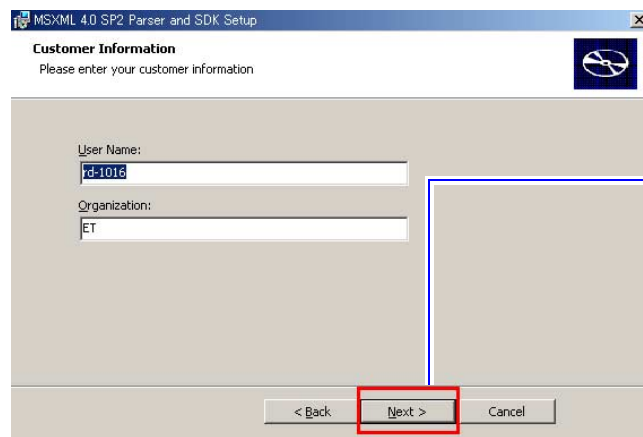 MSXML 4.0 SP2 Parser and SDK Setup
Customer Information
Please enter your customer information
User Name:
rd-1016
Organization:
ET
< Back Next > Cancel